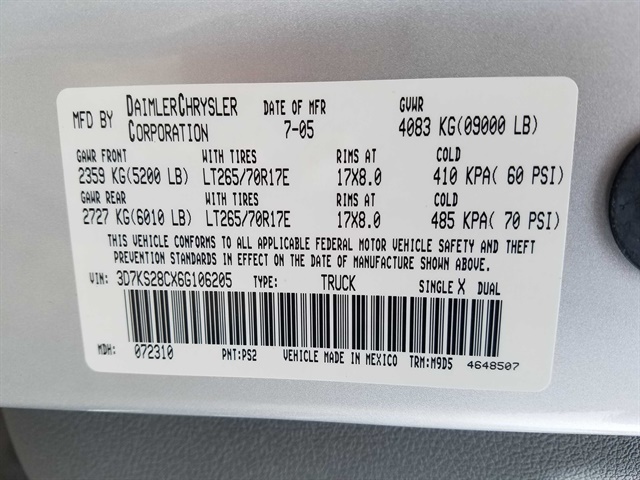 MFD BY DAIMLERCHRYSLER CORPORATION DATE OF MFR 7-05 GVWR 4083 KG(09000 LB)
GAWR FRONT WITH TIRES RIMS AT COLD
2359 KG(5200 LB) LT265/70R17E 17X8.0 410 KPA( 60 PSI)
GAWR REAR WITH TIRES RIMS AT COLD
2727 KG(6010 LB) LT265/70R17E 17X8.0 485 KPA( 70 PSI)
THIS VEHICLE CONFORMS TO ALL APPLICABLE FEDERAL MOTOR VEHICLE SAFETY AND THEFT
PREVENTION STANDARDS IN EFFECT ON THE DATE OF MANUFACTURE SHOWN ABOVE.
VIN: 3D7KS28CX6G106205 TYPE: TRUCK SINGLE X DUAL
MDH: 072310 PNT:PS2 VEHICLE MADE IN MEXICO TRM:M9D5 4648507